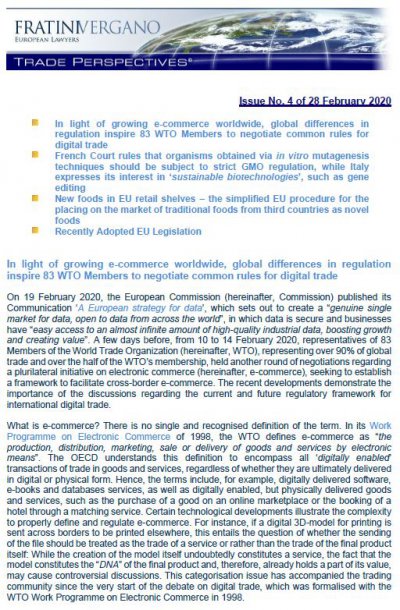 FRATINIVERGANO
EUROPEAN LAWYERS
TRADE PERSPECTIVES©
Issue No. 4 of 28 February 2020
In light of growing e-commerce worldwide, global differences in
regulation inspire 83 WTO Members to negotiate common rules for
digital trade
French Court rules that organisms obtained via in vitro mutagenesis
techniques should be subject to strict GMO regulation, while Italy
expresses its interest in ‘sustainable biotechnologies’, such as gene
editing
New foods in EU retail shelves – the simplified EU procedure for the
placing on the market of traditional foods from third countries as novel
foods
Recently Adopted EU Legislation
In light of growing e-commerce worldwide, global differences in regulation
inspire 83 WTO Members to negotiate common rules for digital trade
On 19 February 2020, the European Commission (hereinafter, Commission) published its
Communication ‘A European strategy for data’, which sets out to create a “genuine single
market for data, open to data from across the world”, in which data is secure and businesses
have “easy access to an almost infinite amount of high-quality industrial data, boosting growth
and creating value”. A few days before, from 10 to 14 February 2020, representatives of 83
Members of the World Trade Organization (hereinafter, WTO), representing over 90% of global
trade and over half of the WTO’s membership, held another round of negotiations regarding
a plurilateral initiative on electronic commerce (hereinafter, e-commerce), seeking to establish
a framework to facilitate cross-border e-commerce. The recent developments demonstrate the
importance of the discussions regarding the current and future regulatory framework for
international digital trade.
What is e-commerce? There is no single and recognised definition of the term. In its Work
Programme on Electronic Commerce of 1998, the WTO defines e-commerce as “the
production, distribution, marketing, sale or delivery of goods and services by electronic
means”. The OECD understands this definition to encompass all ‘digitally enabled’
transactions of trade in goods and services, regardless of whether they are ultimately delivered
in digital or physical form. Hence, the terms include, for example, digitally delivered software,
e-books and databases services, as well as digitally enabled, but physically delivered goods
and services, such as the purchase of a good on an online marketplace or the booking of a
hotel through a matching service. Certain technological developments illustrate the complexity
to properly define and regulate e-commerce. For instance, if a digital 3D-model for printing is
sent across borders to be printed elsewhere, this entails the question of whether the sending
of the file should be treated as the trade of a service or rather than the trade of the final product
itself: While the creation of the model itself undoubtedly constitutes a service, the fact that the
model constitutes the “DNA” of the final product and, therefore, already holds a part of its value,
may cause controversial discussions. This categorisation issue has accompanied the trading
community since the very start of the debate on digital trade, which was formalised with the
WTO Work Programme on Electronic Commerce in 1998.